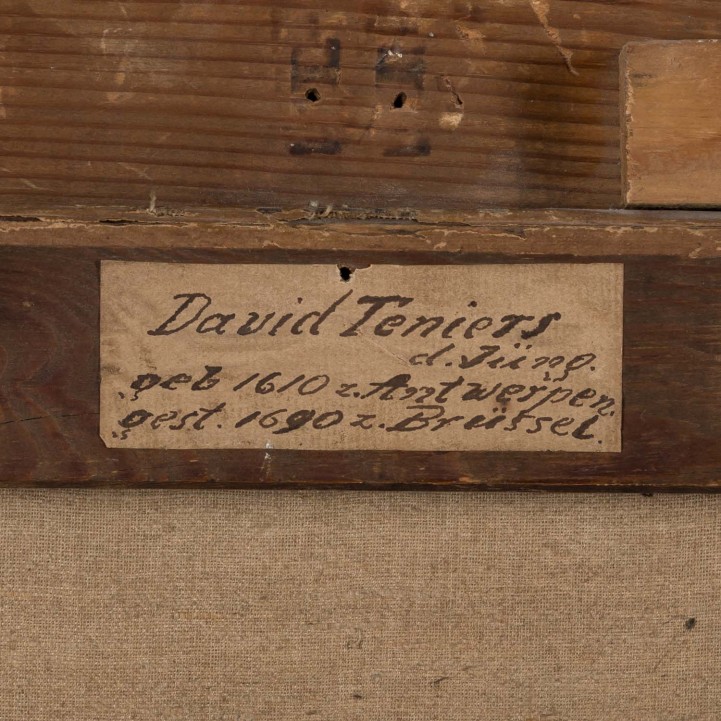 David Teniers
d. Jüng.
geb 1610 z. Antwerpen.
gest. 1690 z. Brüssel.